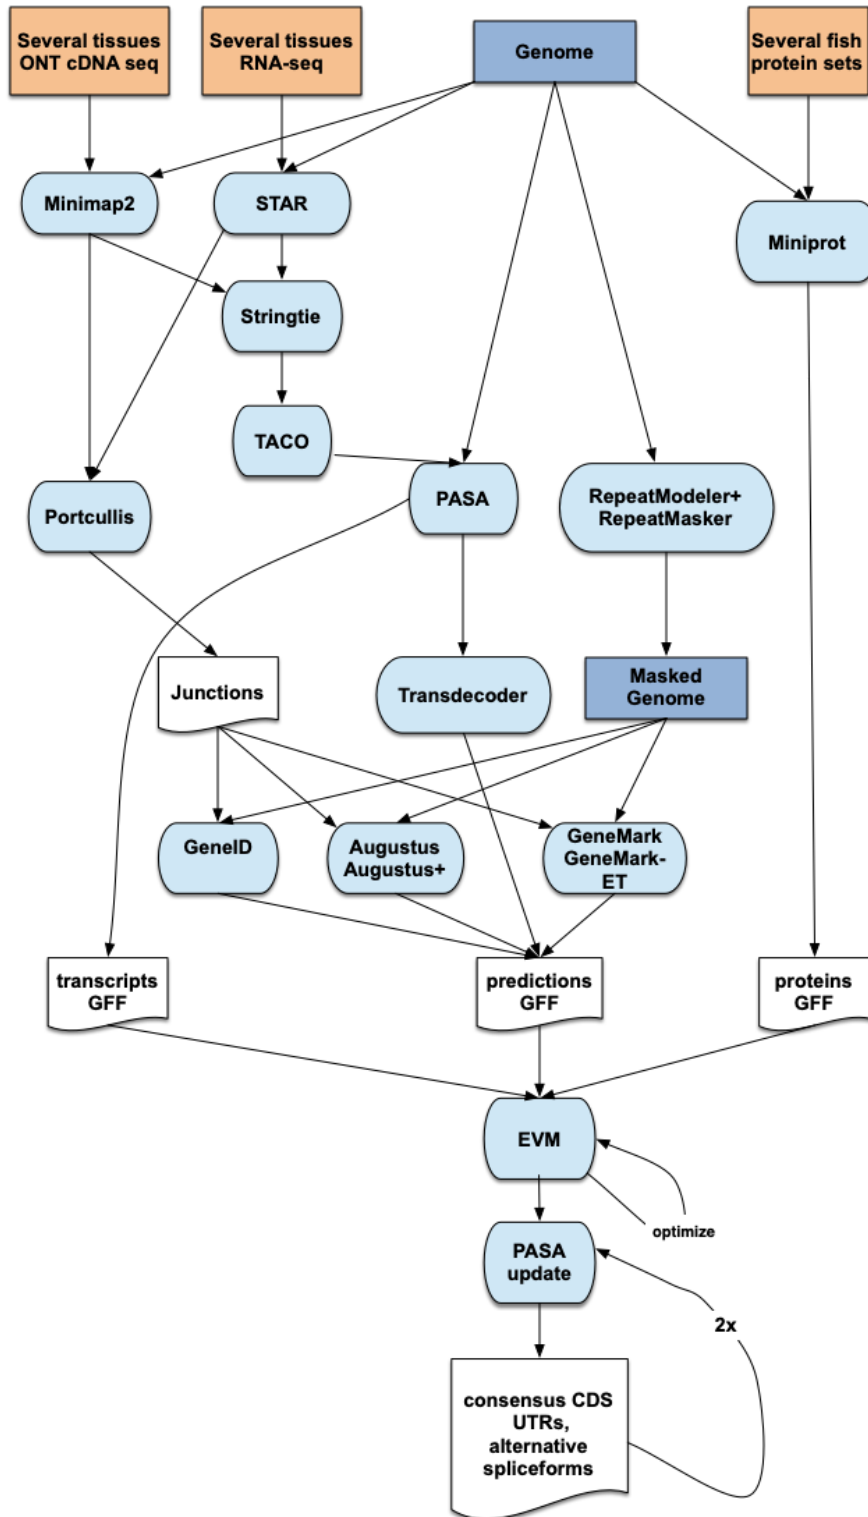 Several tissues
ONT cDNA seq
Several tissues
RNA-seq
Genome
Several fish
protein sets
Minimap2
STAR
Miniprot
Stringtie
TACO
PASA
RepeatModeler+
RepeatMasker
Portcullis
Junctions
Transdecoder
Masked
Genome
GeneID
Augustus
Augustus+
GeneMark
GeneMark-
ET
transcripts
GFF
predictions
GFF
proteins
GFF
EVM
optimize
PASA
update
2x
consensus CDS
UTRs,
alternative
spliceforms